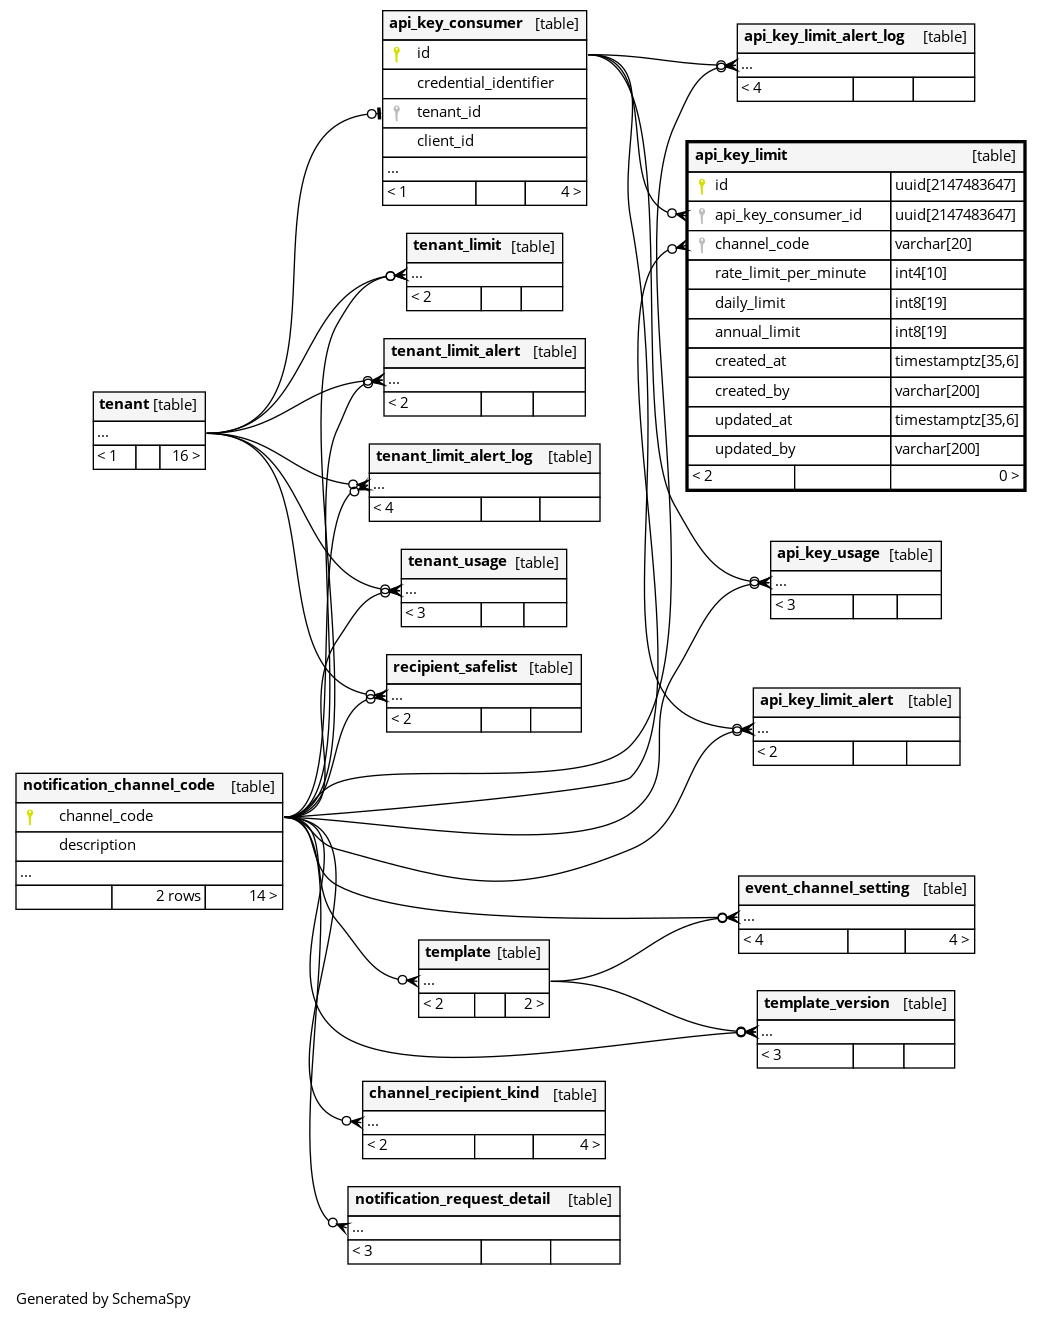 api_key_consumer [table]
id
credential_identifier
tenant_id
client_id
...
< 1 4 >
api_key_limit_alert_log [table]
...
< 4
api_key_limit [table]
id uuid[2147483647]
api_key_consumer_id uuid[2147483647]
channel_code varchar[20]
rate_limit_per_minute int4[10]
daily_limit int8[19]
annual_limit int8[19]
created_at timestamptz[35,6]
created_by varchar[200]
updated_at timestamptz[35,6]
updated_by varchar[200]
< 2 0 >
tenant_limit [table]
...
< 2
tenant_limit_alert [table]
...
< 2
tenant [table]
...
< 1 16 >
tenant_limit_alert_log [table]
...
< 4
tenant_usage [table]
...
< 3
api_key_usage [table]
...
< 3
recipient_safelist [table]
...
< 2
api_key_limit_alert [table]
...
< 2
notification_channel_code [table]
channel_code
description
...
2 rows 14 >
event_channel_setting [table]
...
< 4 4 >
template [table]
...
< 2 2 >
template_version [table]
...
< 3
channel_recipient_kind [table]
...
< 2 4 >
notification_request_detail [table]
...
< 3
Generated by SchemaSpy